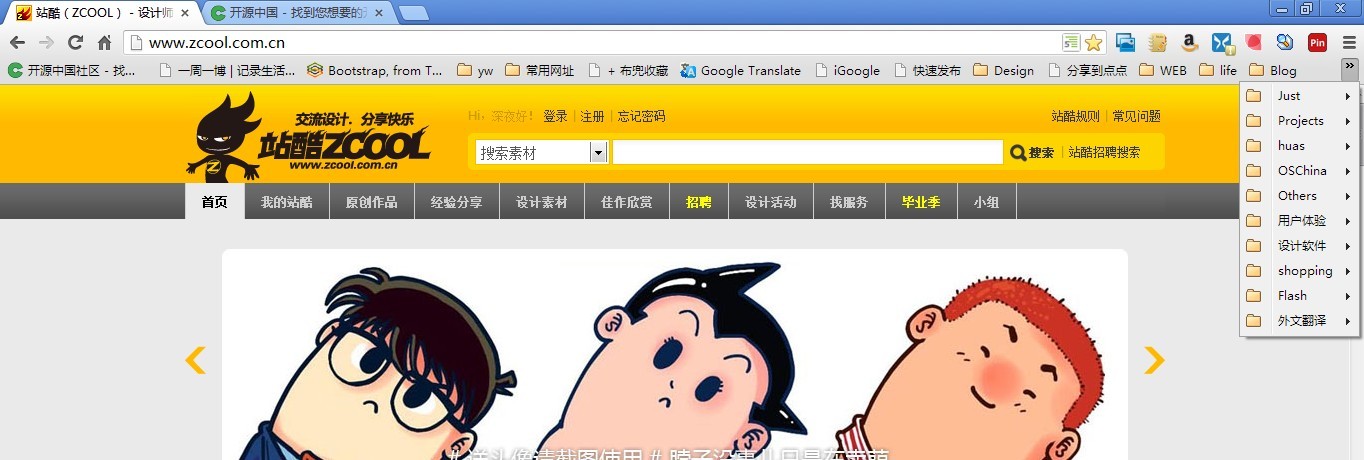 站酷（ZCOOL） - 设计师
开源中国 - 找到您想要的
www.zcool.com.cn
Pin
开源中国社区 - 找...
一周一博 | 记录生活...
Bootstrap, from T...
yw
常用网址
+ 布兜收藏
Google Translate
iGoogle
快速发布
Design
分享到点点
WEB
life
Blog
»
交流设计．分享快乐
站酷ZCOOL
www.zcool.com.cn
Hi，深夜好！ 登录 | 注册 | 忘记密码
站酷规则 | 常见问题
搜索素材
搜索 | 站酷招聘搜索
首页
我的站酷
原创作品
经验分享
设计素材
佳作欣赏
招聘
设计活动
找服务
毕业季
小组
Just
Projects
huas
OSChina
Others
用户体验
设计软件
shopping
Flash
外文翻译